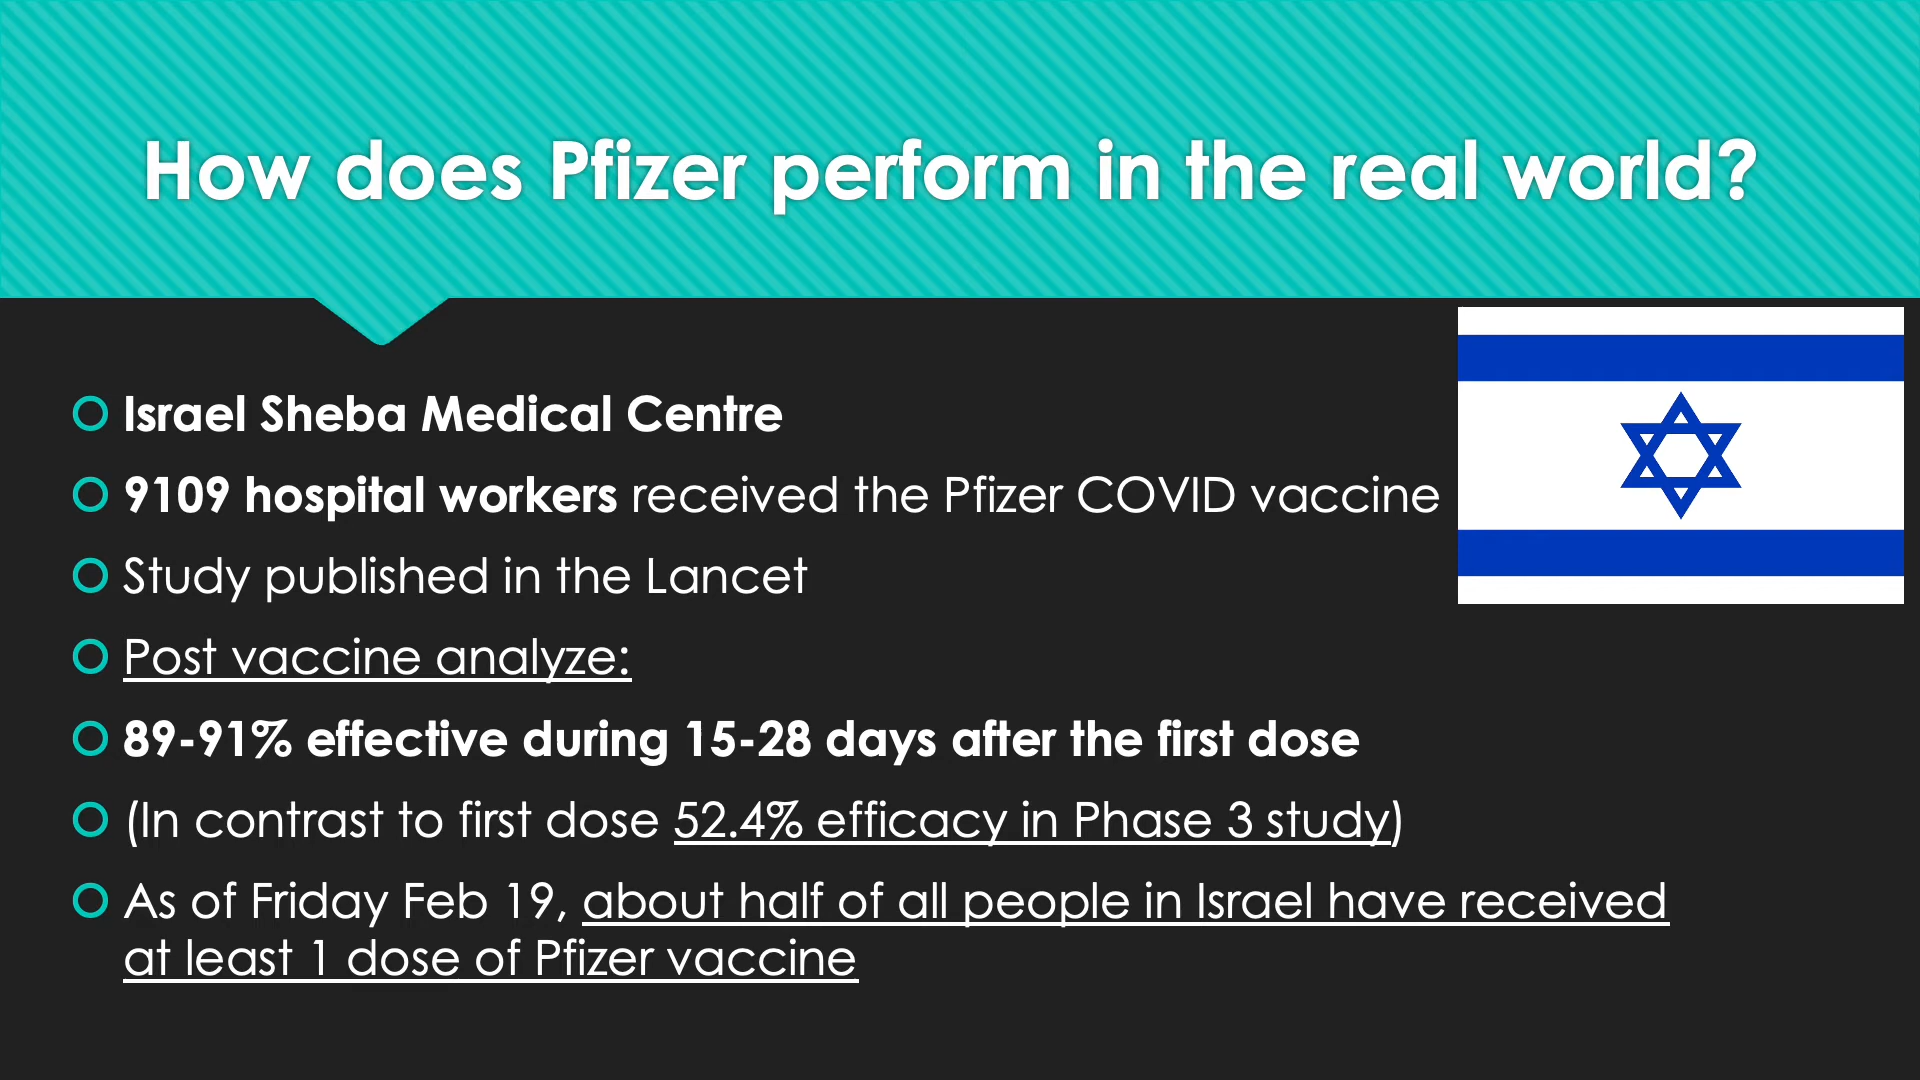 How does Pfizer perform in the real world?
Israel Sheba Medical Centre
9109 hospital workers received the Pfizer COVID vaccine
Study published in the Lancet
Post vaccine analyze:
89-91% effective during 15-28 days after the first dose
(In contrast to first dose 52.4% efficacy in Phase 3 study)
As of Friday Feb 19, about half of all people in Israel have received
at least 1 dose of Pfizer vaccine